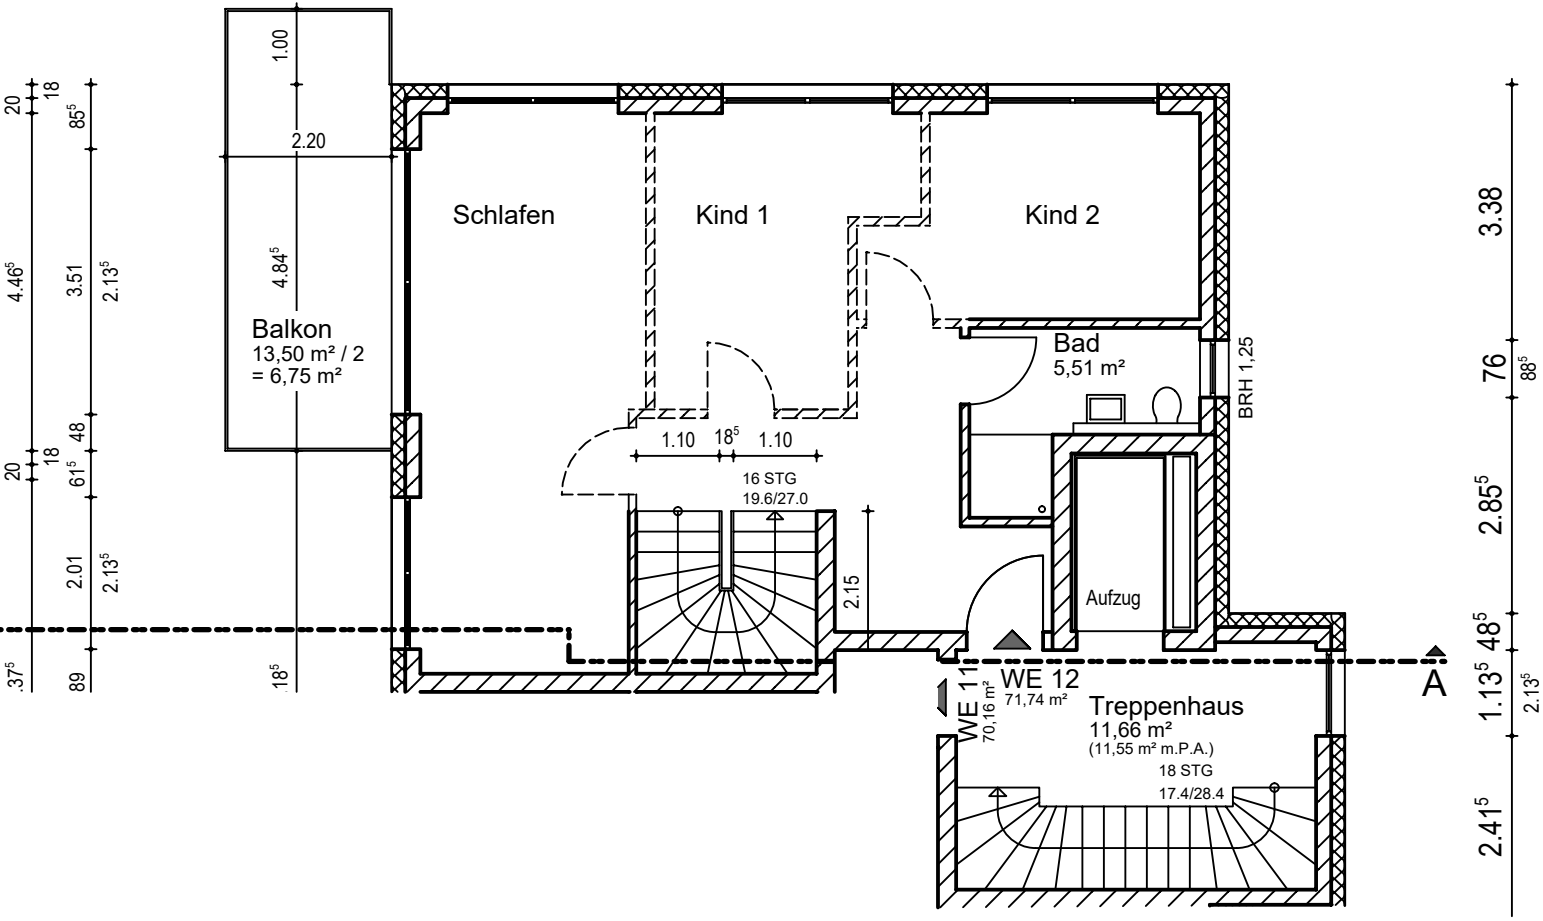 1.00
2.20
4.84⁵
.18⁵
20
18
4.46⁵
20
18
.37⁵
85⁵
3.51
2.13⁵
48
61⁵
2.01
2.13⁵
89
Balkon
13,50 m² / 2
= 6,75 m²
Schlafen
Kind 1
Kind 2
Bad
5,51 m²
BRH 1,25
1.10
18⁵
1.10
16 STG
19.6/27.0
2.15
Aufzug
WE 11
70,16 m²
WE 12
71,74 m²
Treppenhaus
11,66 m²
(11,55 m² m.P.A.)
18 STG
17.4/28.4
A
3.38
76
88⁵
2.85⁵
48⁵
1.13⁵
2.13⁵
2.41⁵